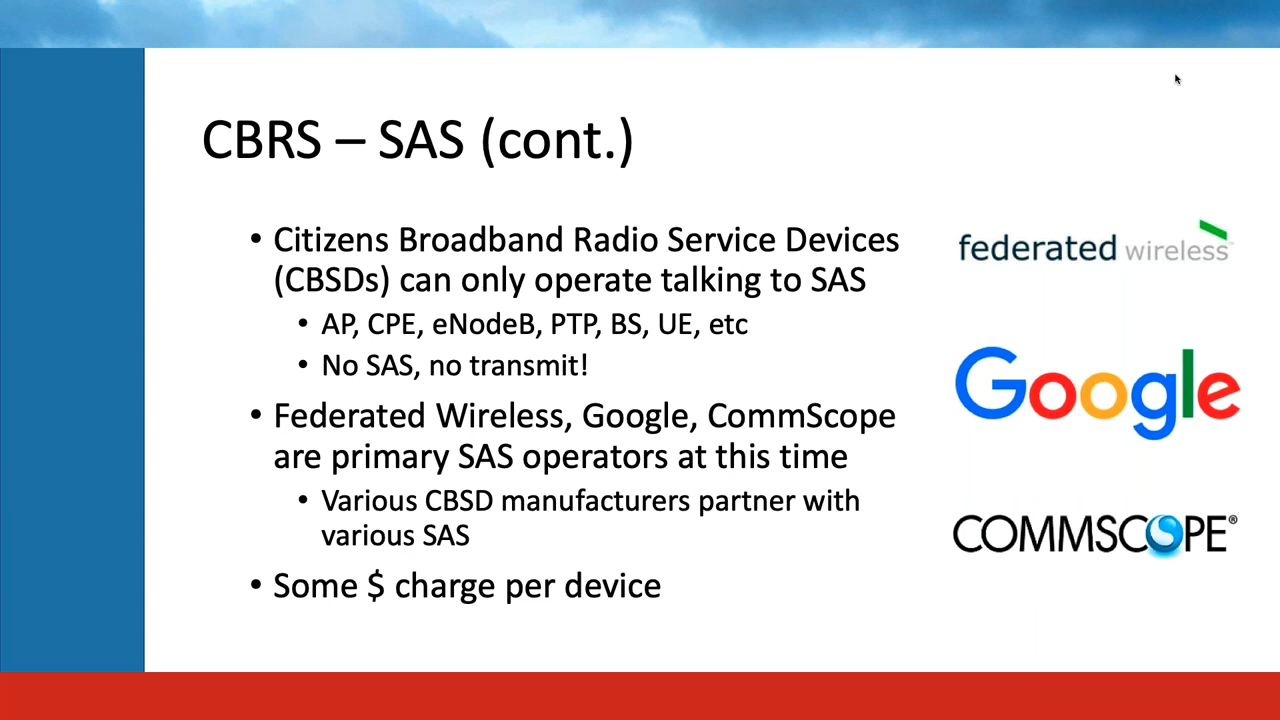 CBRS – SAS (cont.)
• Citizens Broadband Radio Service Devices
(CBSDs) can only operate talking to SAS
• AP, CPE, eNodeB, PTP, BS, UE, etc
• No SAS, no transmit!
• Federated Wireless, Google, CommScope
are primary SAS operators at this time
• Various CBSD manufacturers partner with
various SAS
• Some $ charge per device
federated wireless
Google
COMMSCOPE®